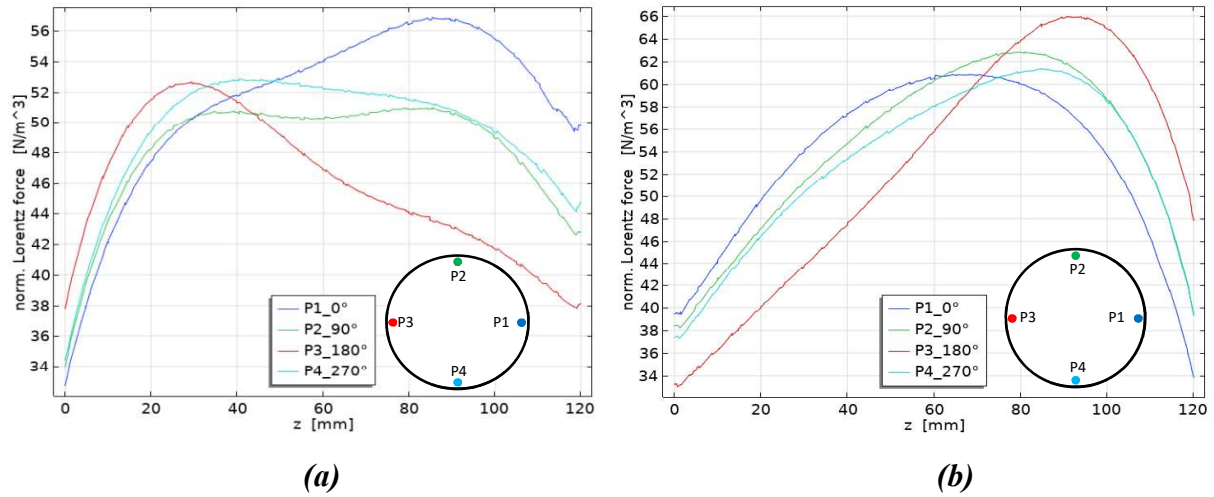 norm. Lorentz force [N/m^3]
56
54
52
50
48
46
44
42
40
38
36
34
P1_0°
P2_90°
P3_180°
P4_270°
P2
P3
P1
P4
0
20
40
60
80
100
120
z [mm]
(a)
norm. Lorentz force [N/m^3]
66
64
62
60
58
56
54
52
50
48
46
44
42
40
38
36
34
P1_0°
P2_90°
P3_180°
P4_270°
P2
P3
P1
P4
0
20
40
60
80
100
120
z [mm]
(b)